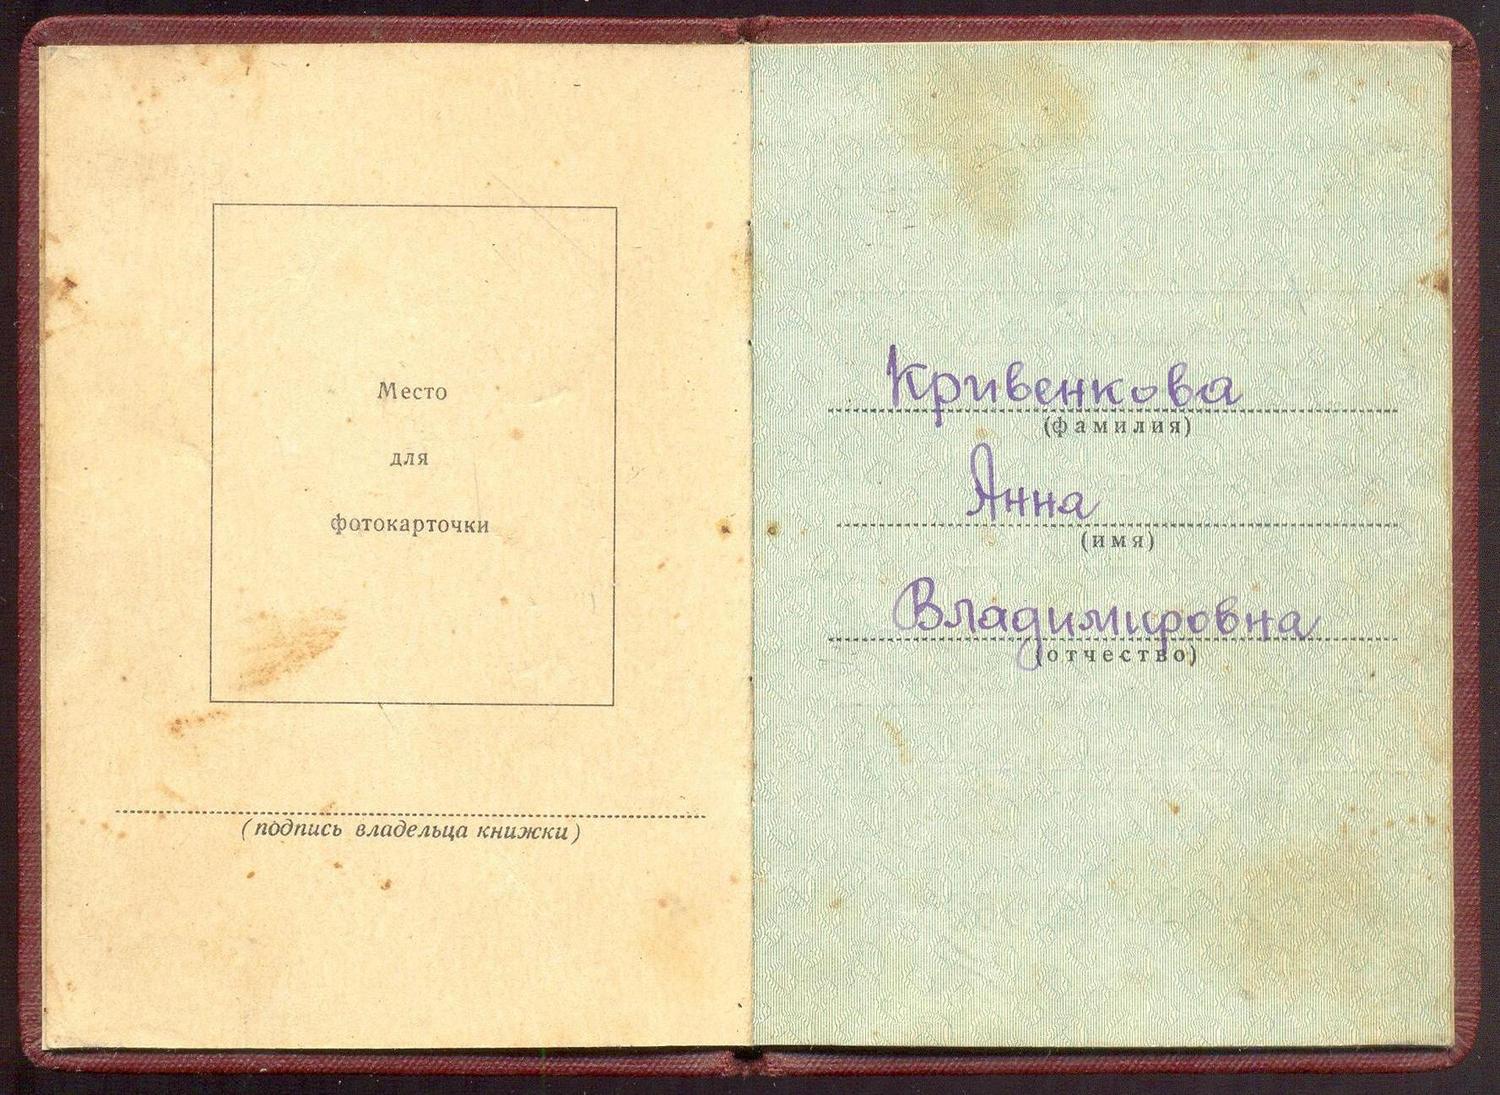 Место
для
фотокарточки
(подпись владельца книжки)
Кривенкова
(фамилия)
Анна
(имя)
Владимировна
(отчество)